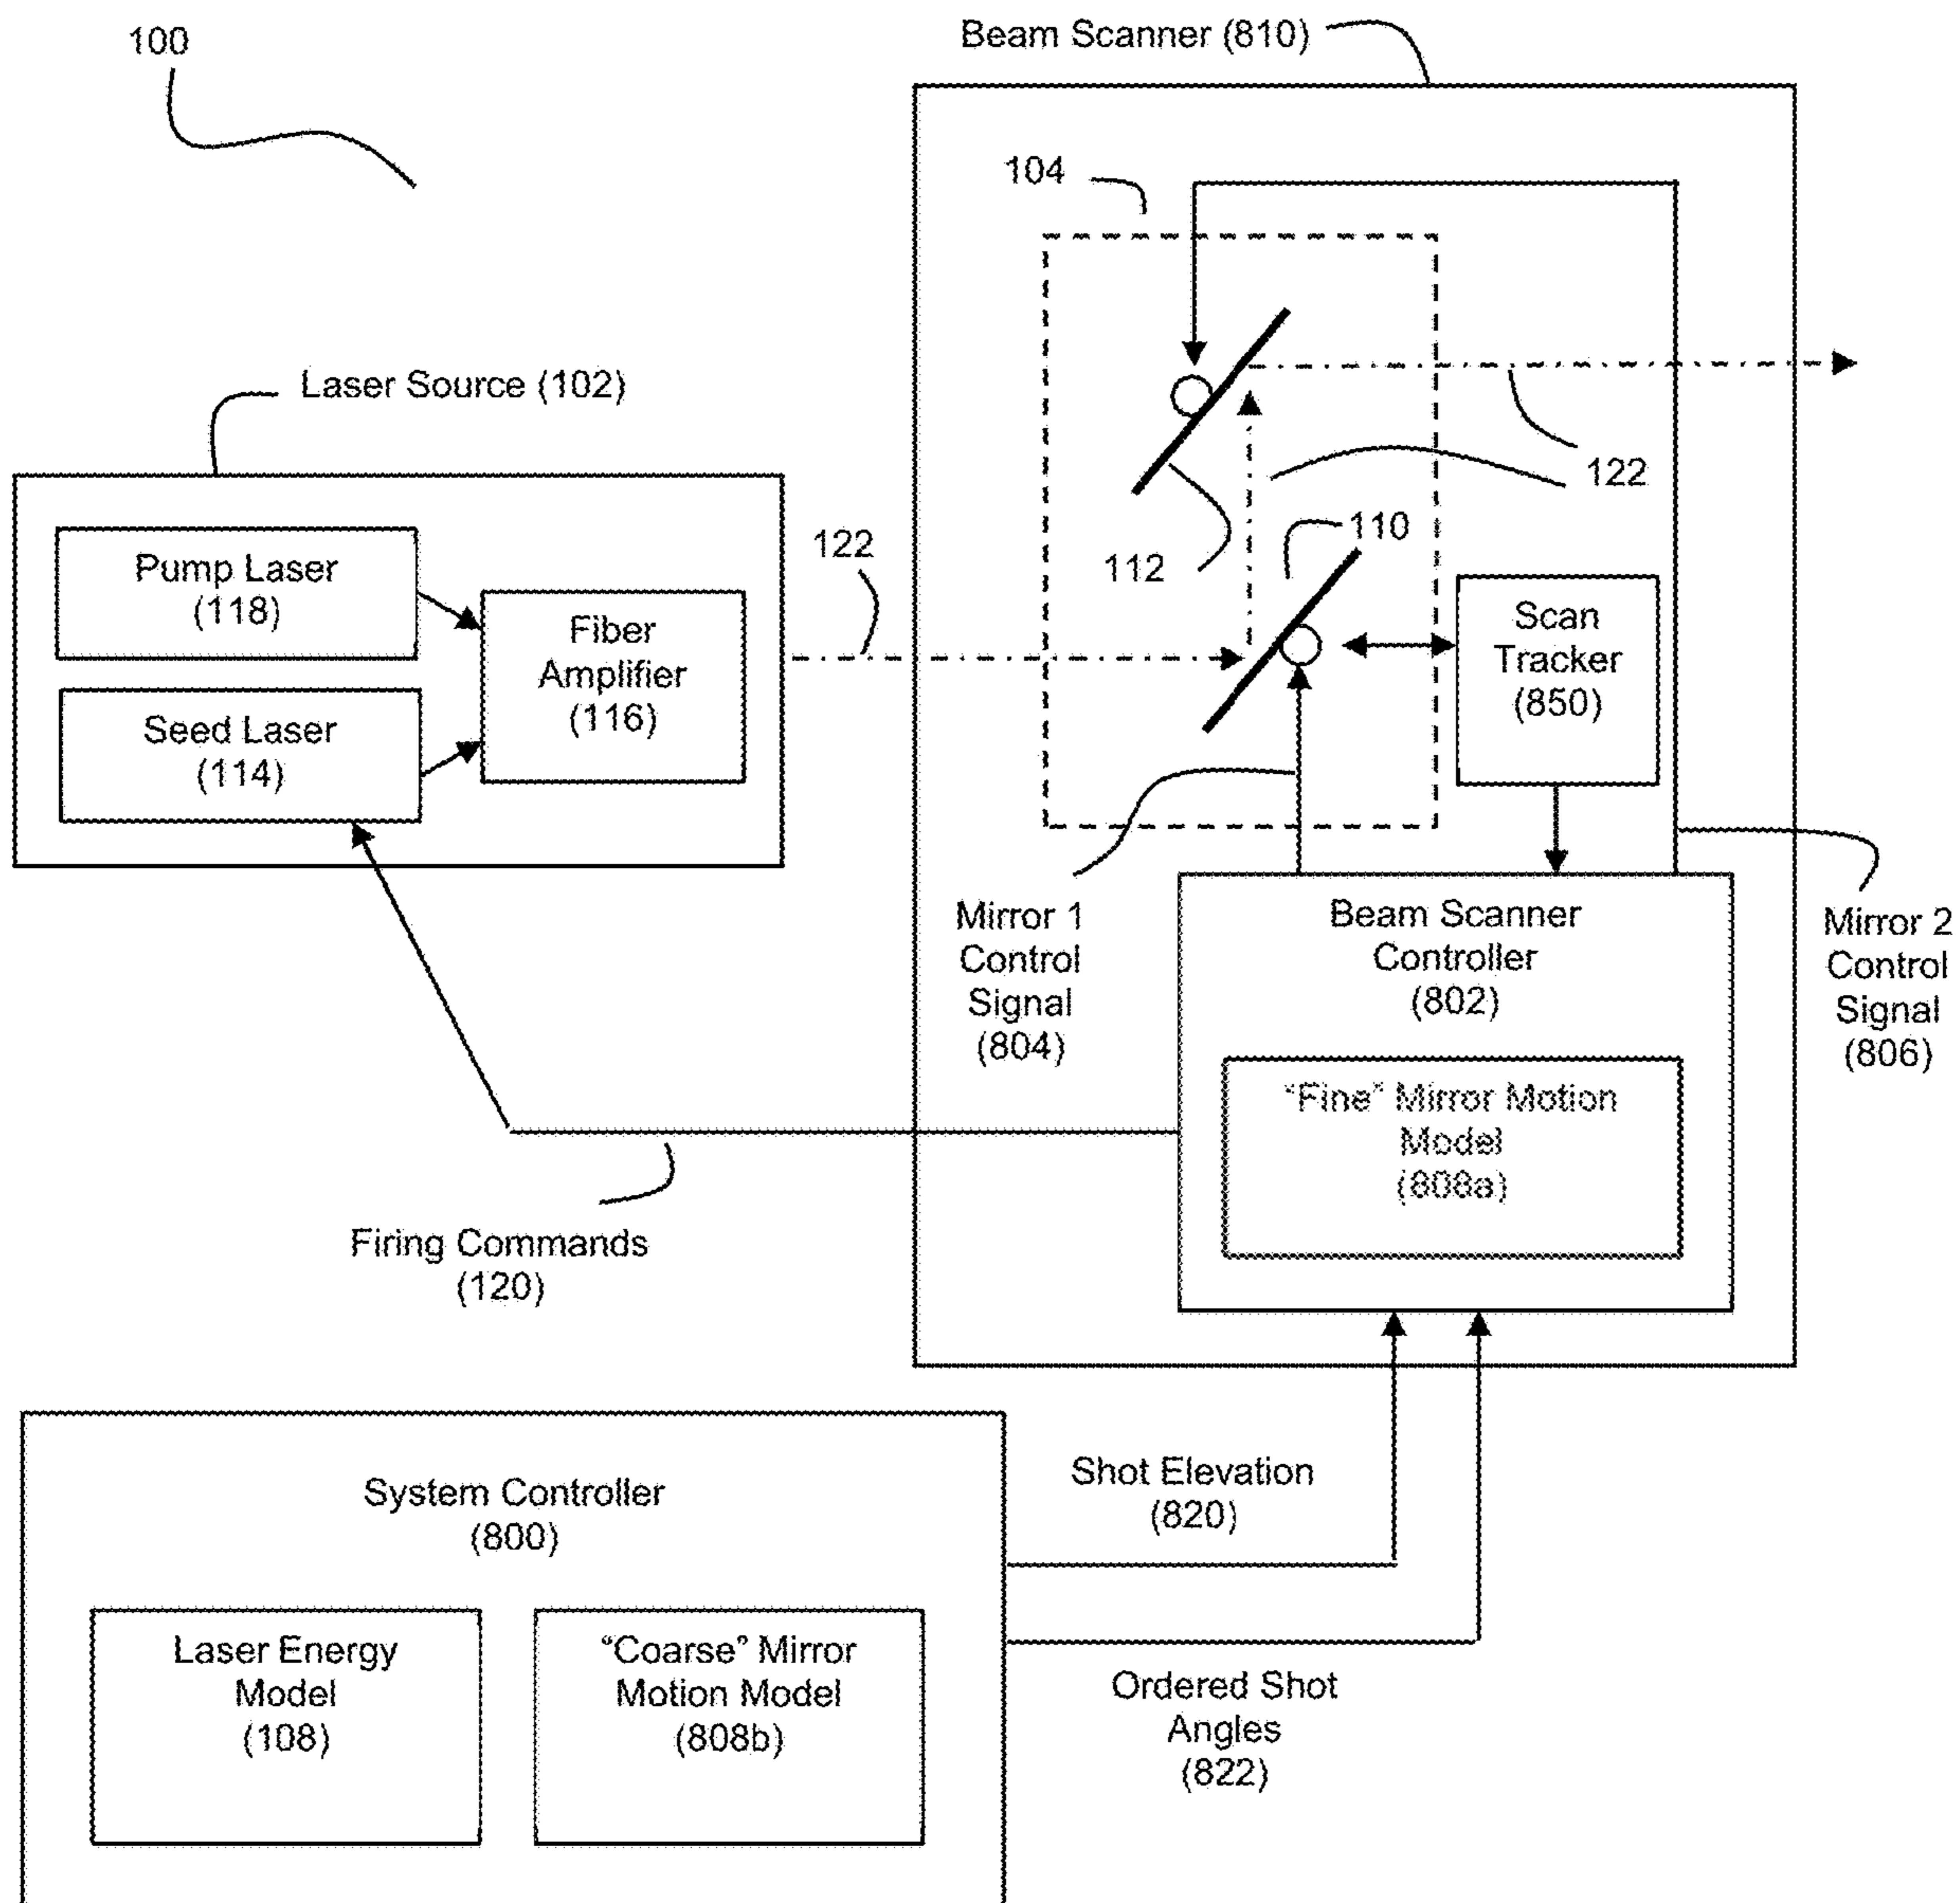 100
Beam Scanner (810)
104
Laser Source (102)
Pump Laser
(118)
Seed Laser
(114)
Fiber
Amplifier
(116)
122
112
110
122
Scan
Tracker
(850)
Mirror 1
Control
Signal
(804)
Beam Scanner
Controller
(802)
"Fine" Mirror Motion
Model
(808a)
Mirror 2
Control
Signal
(806)
Firing Commands
(120)
System Controller
(800)
Laser Energy
Model
(108)
“Coarse” Mirror
Motion Model
(808b)
Shot Elevation
(820)
Ordered Shot
Angles
(822)